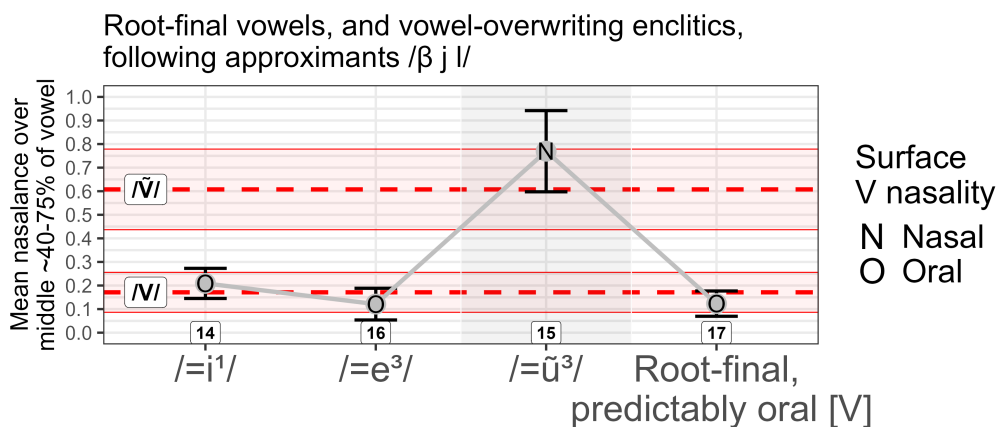 Root-final vowels, and vowel-overwriting enclitics,
following approximants /β j l/
Mean nasalance over
middle ~40-75% of vowel
1.0
0.9
0.8
0.7
0.6
0.5
0.4
0.3
0.2
0.1
0.0
/Ṽ/
/V/
N
O
O
O
14
16
15
17
/=i¹/
/=e³/
/=ũ³/
Root-final,
predictably oral [V]
Surface
V nasality
N Nasal
O Oral